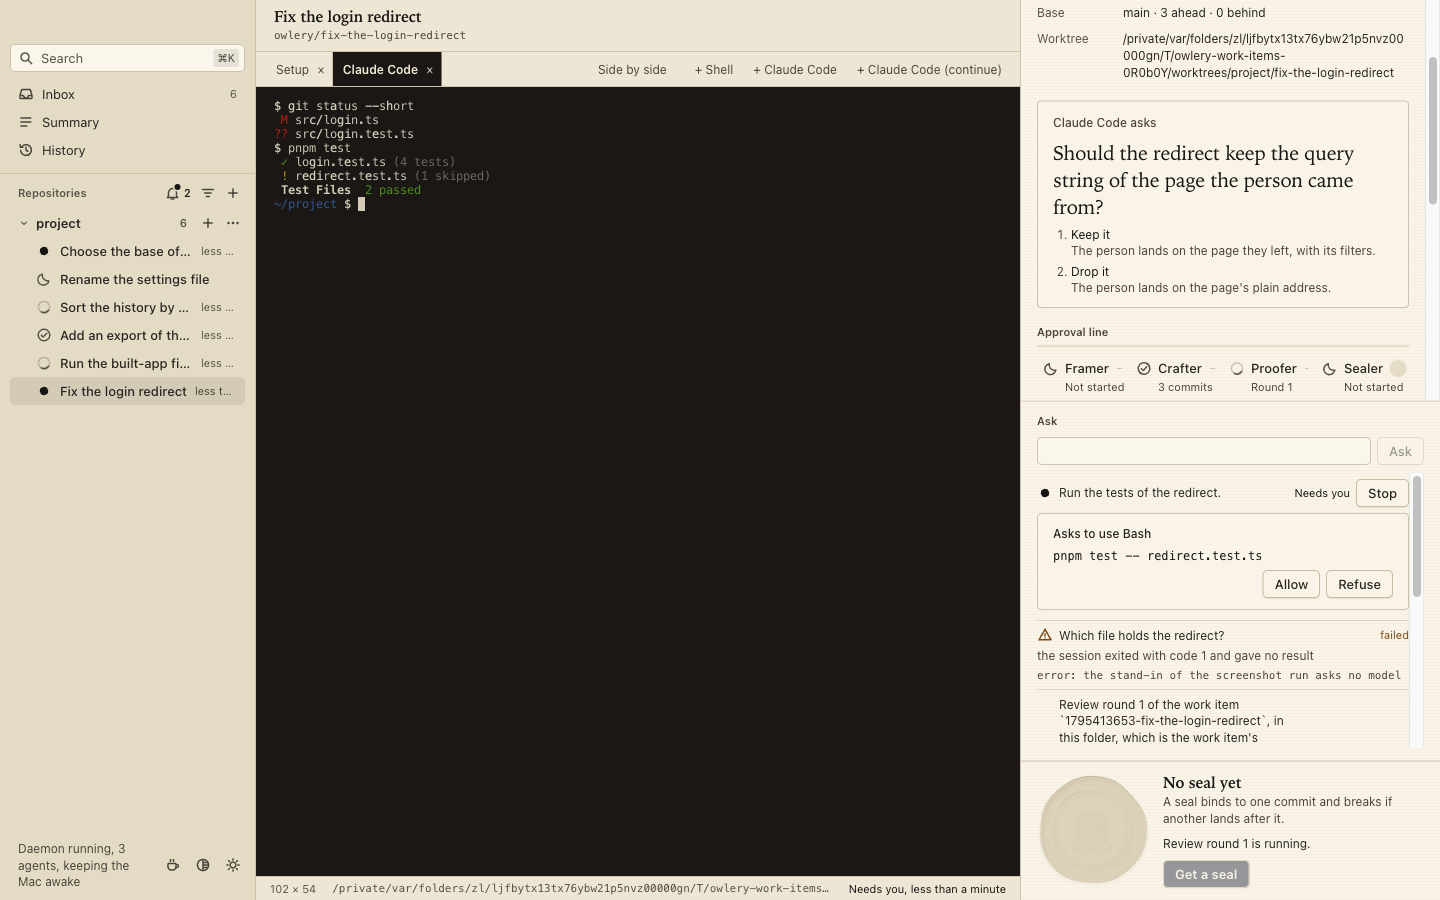 Search ⌘K
Inbox 6
Summary
History
Repositories 2
project 6
Choose the base of... less ...
Rename the settings file
Sort the history by ... less ...
Add an export of th... less ...
Run the built-app fi... less ...
Fix the login redirect less t...
Daemon running, 3
agents, keeping the
Mac awake
Fix the login redirect
owlery/fix-the-login-redirect
Setup × Claude Code × Side by side + Shell + Claude Code + Claude Code (continue)
$ git status --short
M src/login.ts
?? src/login.test.ts
$ pnpm test
✓ login.test.ts (4 tests)
! redirect.test.ts (1 skipped)
Test Files 2 passed
~/project $
102 × 54 /private/var/folders/zl/ljfbytx13tx76ybw21p5nvz00000gn/T/owlery-work-items… Needs you, less than a minute
Base main · 3 ahead · 0 behind
Worktree /private/var/folders/zl/ljfbytx13tx76ybw21p5nvz00
000gn/T/owlery-work-items-
0R0b0Y/worktrees/project/fix-the-login-redirect
Claude Code asks
Should the redirect keep the query
string of the page the person came
from?
1. Keep it
The person lands on the page they left, with its filters.
2. Drop it
The person lands on the page's plain address.
Approval line
Framer Crafter Proofer Sealer
Not started 3 commits Round 1 Not started
Ask
Ask
Run the tests of the redirect. Needs you Stop
Asks to use Bash
pnpm test -- redirect.test.ts
Allow Refuse
Which file holds the redirect? failed
the session exited with code 1 and gave no result
error: the stand-in of the screenshot run asks no model
Review round 1 of the work item
`1795413653-fix-the-login-redirect`, in
this folder, which is the work item's
No seal yet
A seal binds to one commit and breaks if
another lands after it.
Review round 1 is running.
Get a seal